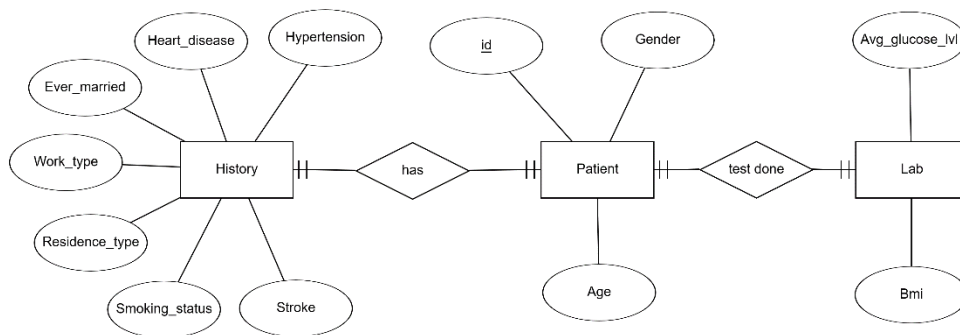 Heart_disease
Hypertension
id
Gender
Avg_glucose_lvl
Ever_married
Work_type
History
has
Patient
test done
Lab
Residence_type
Smoking_status
Stroke
Age
Bmi